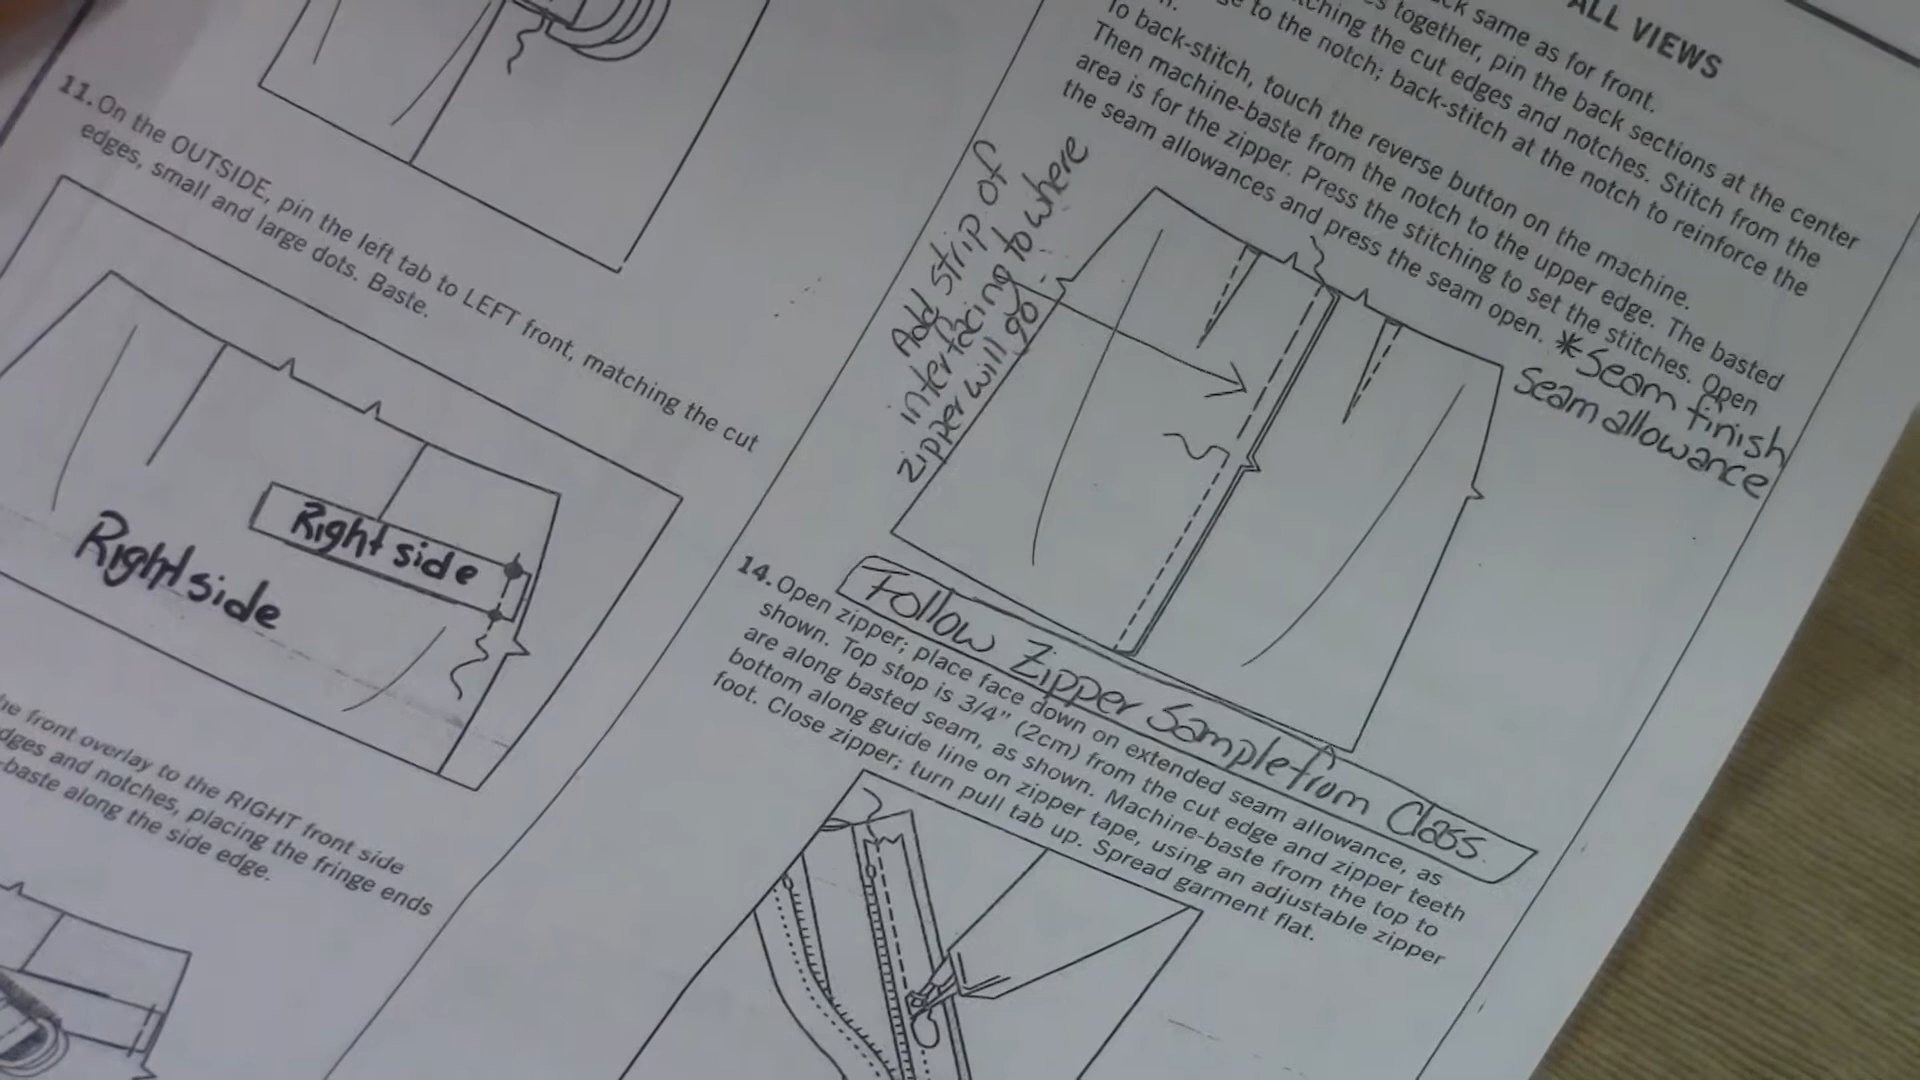 11. On the OUTSIDE, pin the left tab to LEFT front, matching the cut
edges, small and large dots. Baste.
Right side
Right side
front overlay to the RIGHT front side
edges and notches, placing the fringe ends
-baste along the side edge.
ALL VIEWS
same as for front.
together, pin the back sections at the center
the cut edges and notches. Stitch from the
to the notch; back-stitch at the notch to reinforce the
To back-stitch, touch the reverse button on the machine.
Then machine-baste from the notch to the upper edge. The basted
area is for the zipper. Press the stitching to set the stitches. Open
the seam allowances and press the seam open.
*Seam finish
seam allowance
Add strip of
interfacing to where
zipper will go.
Follow Zipper Sample from Class
14. Open zipper; place face down on extended seam allowance, as
shown. Top stop is 3/4" (2cm) from the cut edge and zipper teeth
are along basted seam, as shown. Machine-baste from the top to
bottom along guide line on zipper tape, using an adjustable zipper
foot. Close zipper; turn pull tab up. Spread garment flat.